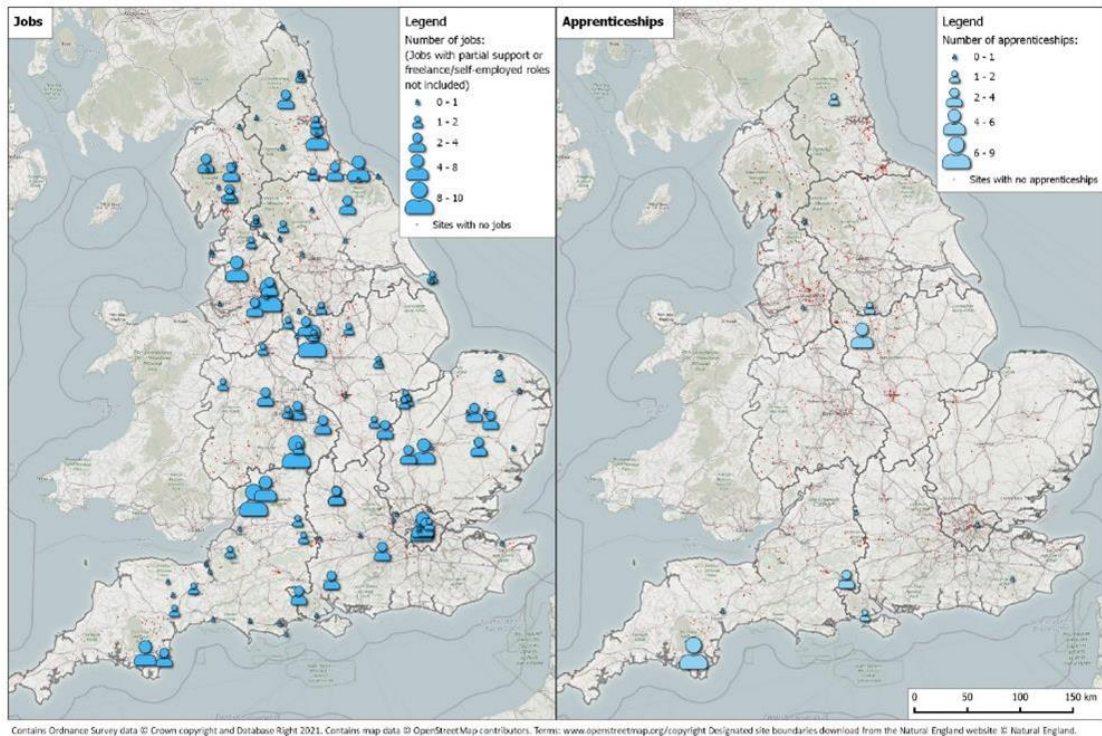 Jobs
Legend
Number of jobs:
(Jobs with partial support or
freelance/self-employed roles
not included)
0 - 1
1 - 2
2 - 4
4 - 8
8 - 10
Sites with no jobs
Apprenticeships
Legend
Number of apprenticeships:
0 - 1
1 - 2
2 - 4
4 - 6
6 - 9
Sites with no apprenticeships
0 50 100 150 km
Contains Ordnance Survey data © Crown copyright and Database Right 2021. Contains map data © OpenStreetMap contributors. Terms: www.openstreetmap.org/copyright Designated site boundaries download from the Natural England website © Natural England.